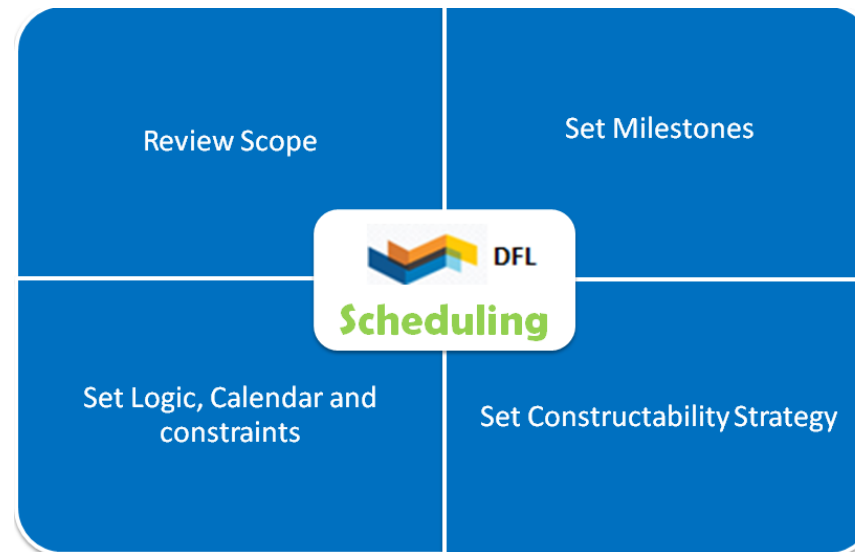 Review Scope
Set Milestones
DFL
Scheduling
Set Logic, Calendar and
constraints
Set Constructability Strategy